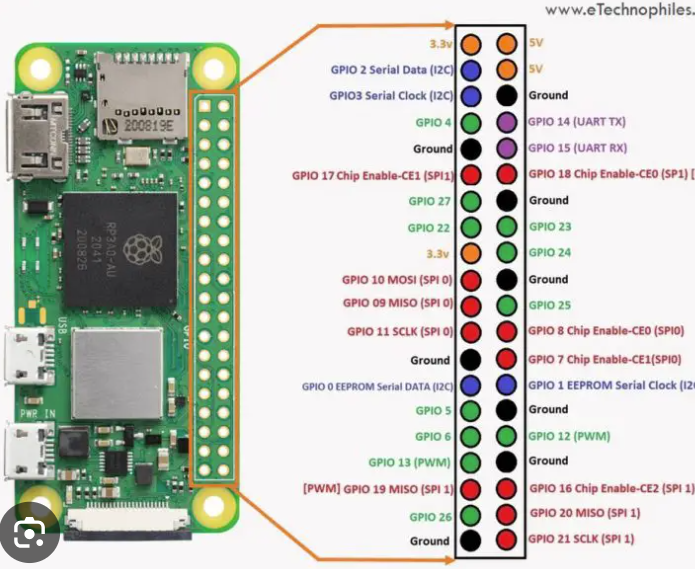 www.eTechnophiles.
3.3v 5V
GPIO 2 Serial Data (I2C) 5V
GPIO3 Serial Clock (I2C) Ground
GPIO 4 GPIO 14 (UART TX)
Ground GPIO 15 (UART RX)
GPIO 17 Chip Enable-CE1 (SPI1) GPIO 18 Chip Enable-CE0 (SP1) [
GPIO 27 Ground
GPIO 22 GPIO 23
3.3v GPIO 24
GPIO 10 MOSI (SPI 0) Ground
GPIO 09 MISO (SPI 0) GPIO 25
GPIO 11 SCLK (SPI 0) GPIO 8 Chip Enable-CE0 (SPI0)
Ground GPIO 7 Chip Enable-CE1(SPI0)
GPIO 0 EEPROM Serial DATA (I2C) GPIO 1 EEPROM Serial Clock (I2C
GPIO 5 Ground
GPIO 6 GPIO 12 (PWM)
GPIO 13 (PWM) Ground
[PWM] GPIO 19 MISO (SPI 1) GPIO 16 Chip Enable-CE2 (SPI 1)
GPIO 26 GPIO 20 MISO (SPI 1)
Ground GPIO 21 SCLK (SPI 1)
200819E
RP3A0-AU
2041
200826
USB
PWR IN